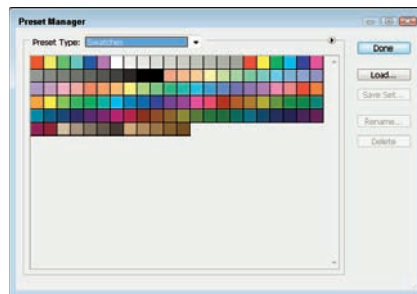 Preset Manager
Preset Type: Swatches
Done
Load...
Save Set...
Rename...
Delete